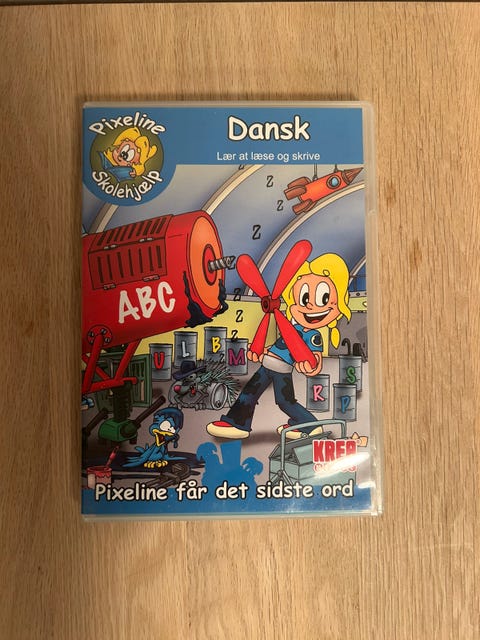 Pixeline
Skolehjælp
Dansk
Lær at læse og skrive
Z
Z
Z
Z
Z
Z
ABC
U L B M
R S
P
KREA
Pixeline får det sidste ord